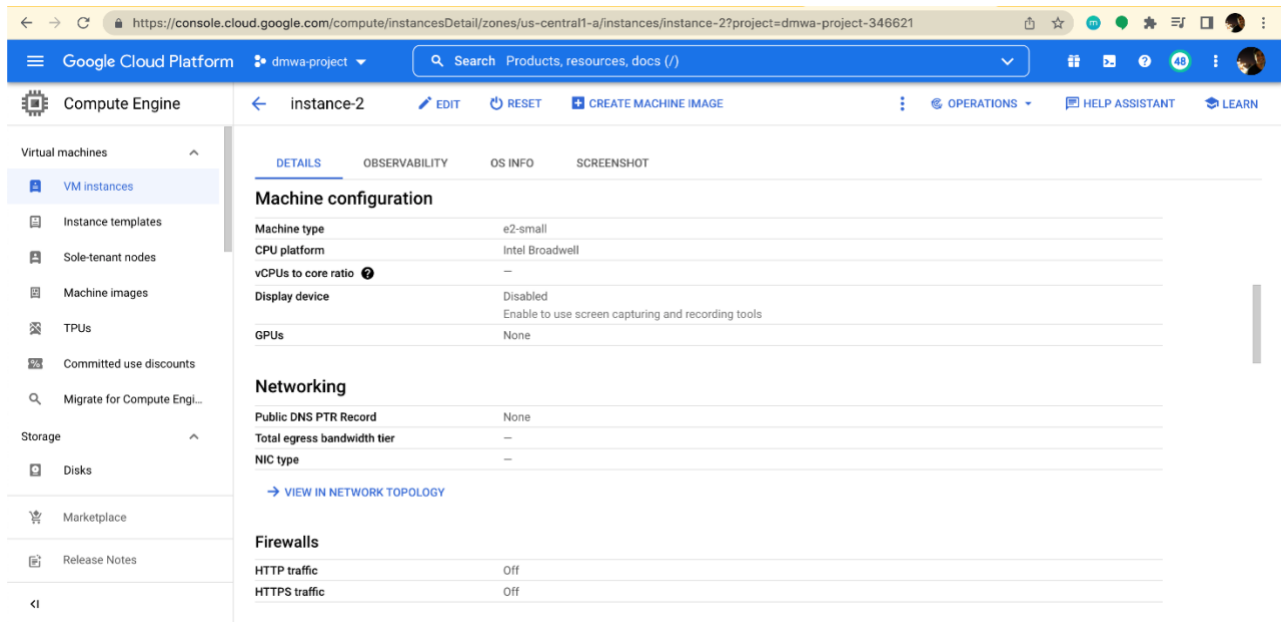 https://console.cloud.google.com/compute/instancesDetail/zones/us-central1-a/instances/instance-2?project=dmwa-project-346621
m
Google Cloud Platform
dmwa-project
Search Products, resources, docs (/)
48
Compute Engine
instance-2
EDIT
RESET
CREATE MACHINE IMAGE
OPERATIONS
HELP ASSISTANT
LEARN
Virtual machines
VM instances
Instance templates
Sole-tenant nodes
Machine images
TPUs
Committed use discounts
Migrate for Compute Engi...
Storage
Disks
Marketplace
Release Notes
DETAILS OBSERVABILITY OS INFO SCREENSHOT
Machine configuration
Machine type e2-small
CPU platform Intel Broadwell
vCPUs to core ratio ? —
Display device Disabled
Enable to use screen capturing and recording tools
GPUs None
Networking
Public DNS PTR Record None
Total egress bandwidth tier —
NIC type —
VIEW IN NETWORK TOPOLOGY
Firewalls
HTTP traffic Off
HTTPS traffic Off